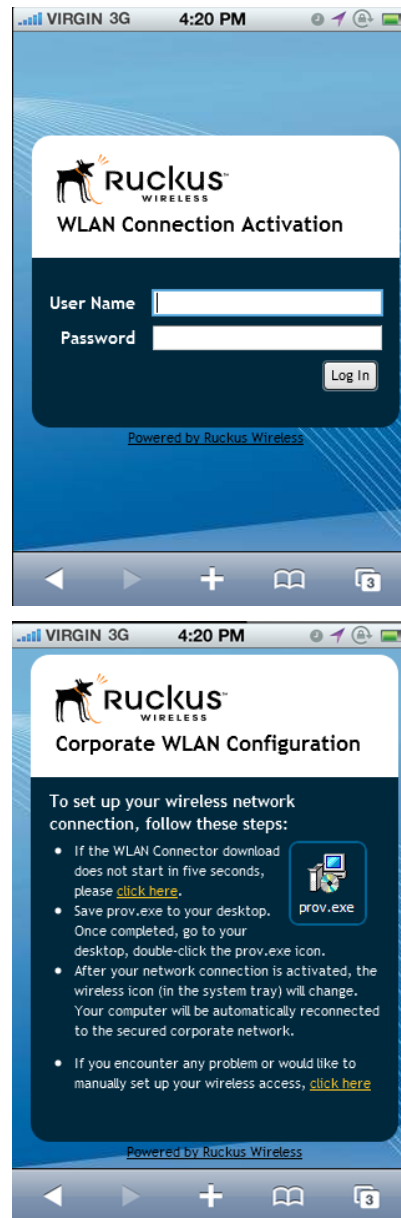 VIRGIN 3G 4:20 PM
Ruckus™
WIRELESS
WLAN Connection Activation
User Name
Password
Log In
Powered by Ruckus Wireless
3
VIRGIN 3G 4:20 PM
Ruckus™
WIRELESS
Corporate WLAN Configuration
To set up your wireless network
connection, follow these steps:
• If the WLAN Connector download
does not start in five seconds,
please click here.
prov.exe
• Save prov.exe to your desktop.
Once completed, go to your
desktop, double-click the prov.exe icon.
• After your network connection is activated, the
wireless icon (in the system tray) will change.
Your computer will be automatically reconnected
to the secured corporate network.
• If you encounter any problem or would like to
manually set up your wireless access, click here
Powered by Ruckus Wireless
3